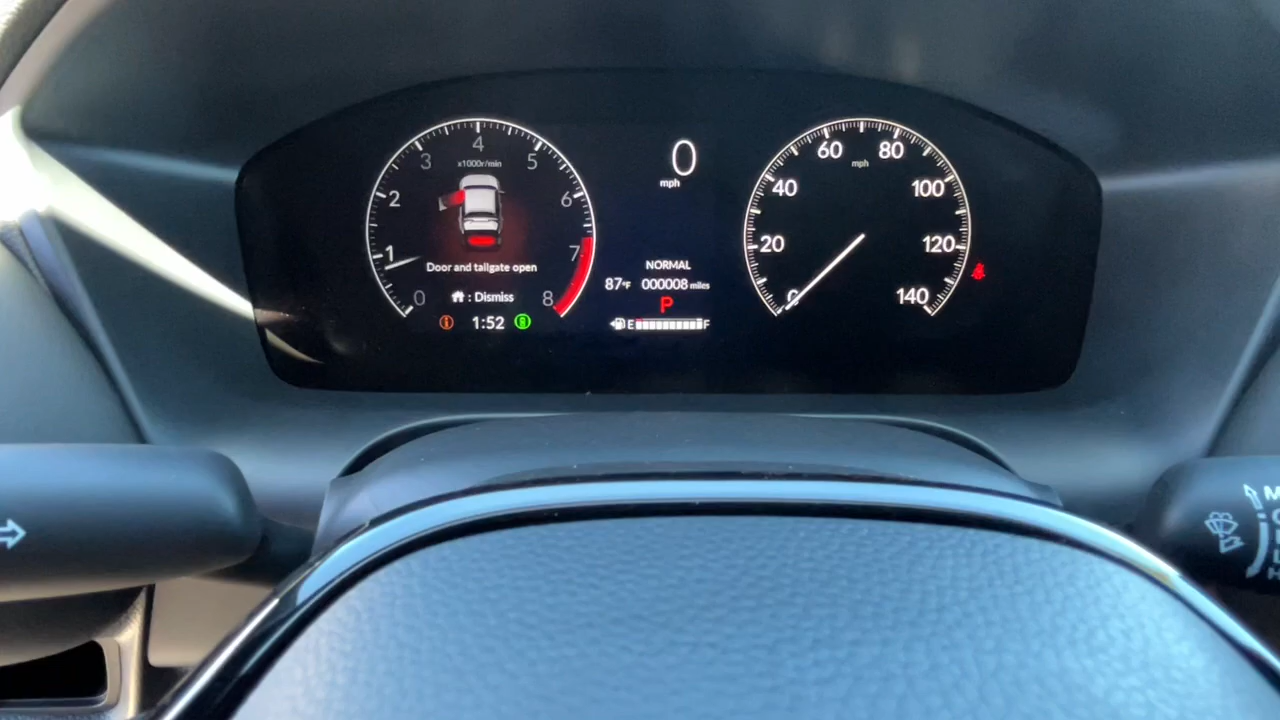 0
1
2
3
4
5
6
7
8
x1000r/min
Door and tailgate open
: Dismiss
1:52
0
mph
NORMAL
87°F 000008 miles
P
E F
0
20
40
60
80
100
120
140
mph